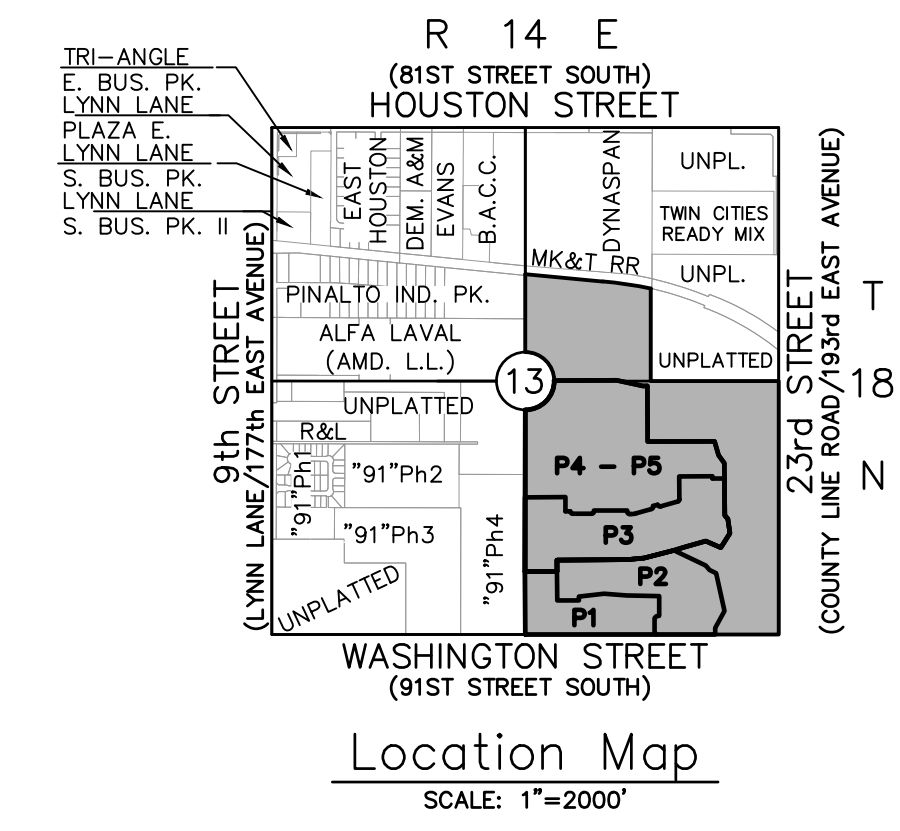 R 14 E
(81ST STREET SOUTH)
HOUSTON STREET
TRI-ANGLE
E. BUS. PK.
LYNN LANE
PLAZA E.
LYNN LANE
S. BUS. PK.
LYNN LANE
S. BUS. PK. II
EAST
HOUSTON
DEM. A&M
EVANS
B.A.C.C.
DYNASPAN
UNPL.
TWIN CITIES
READY MIX
UNPL.
MK&T RR
PINALTO IND. PK.
ALFA LAVAL
(AMD. L.L.)
UNPLATTED
9th STREET
(LYNN LANE/177th EAST AVENUE)
23rd STREET
(COUNTY LINE ROAD/193rd EAST AVENUE)
T
18
N
13
UNPLATTED
R&L
"91"Ph1
"91"Ph2
"91"Ph3
"91"Ph4
UNPLATTED
P4 - P5
P3
P2
P1
WASHINGTON STREET
(91ST STREET SOUTH)
Location Map
SCALE: 1"=2000'